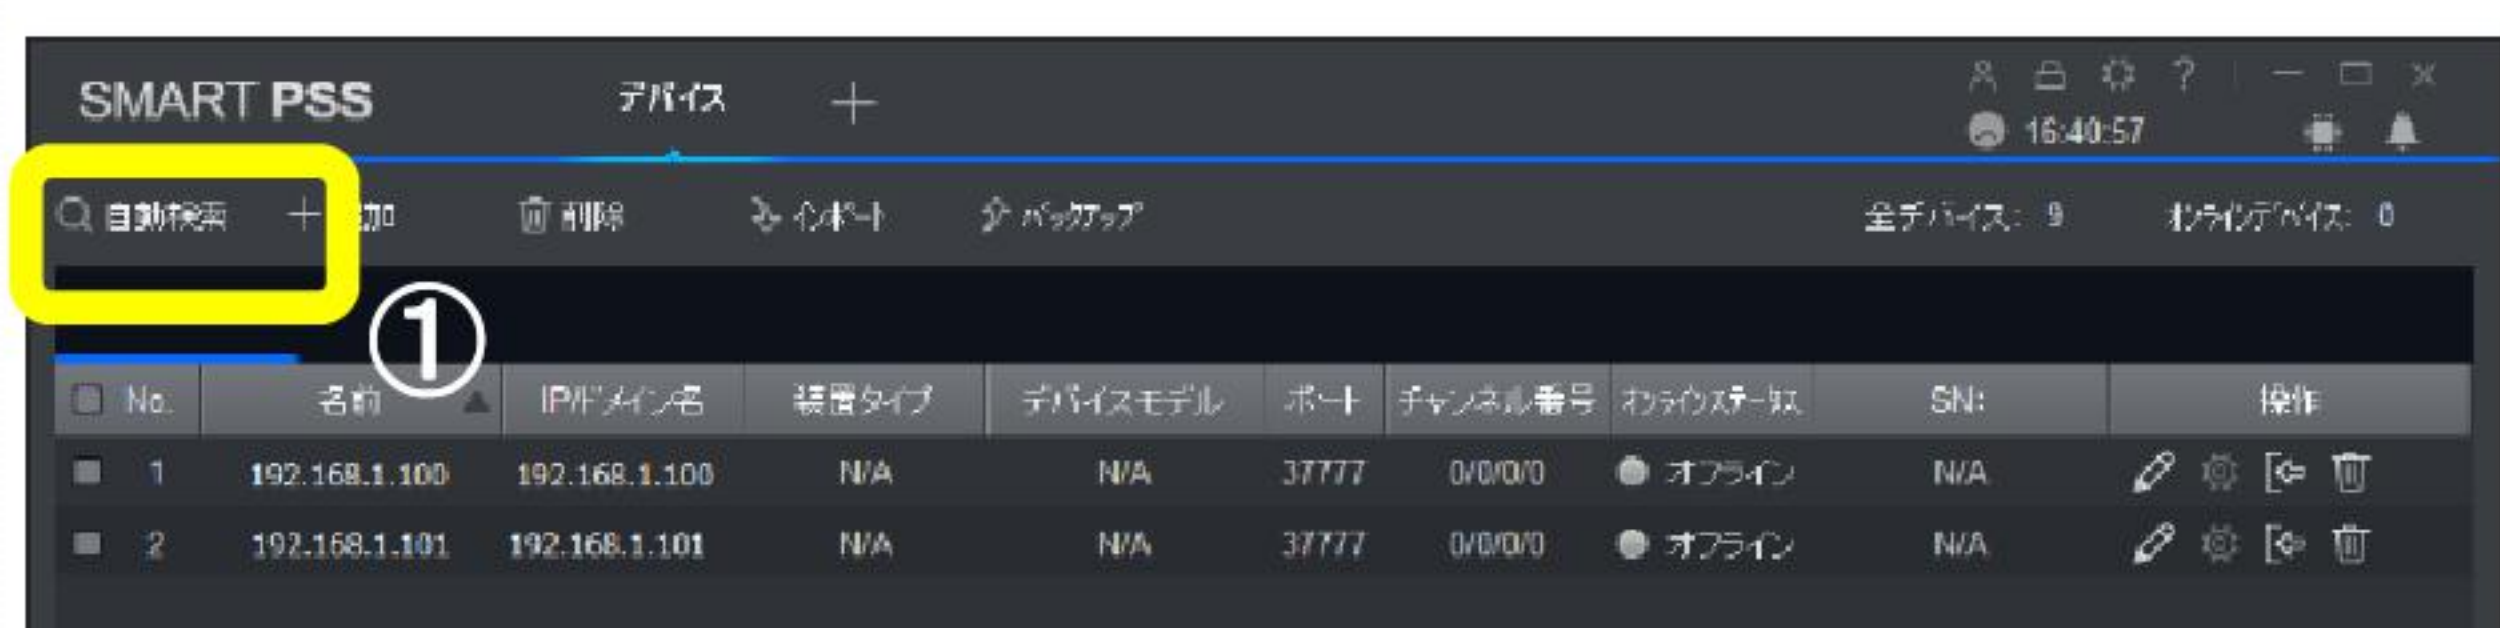 SMART PSS デバイス ?
16:40:57
自動検索 加 削除 インポート バックアップ 全デバイス: 9 オンラインデバイス: 0
①
No. 名前 IP/ドメイン名 装置タイプ デバイスモデル ポート チャンネル番号 オンラインステータス SN: 操作
1 192.168.1.100 192.168.1.100 N/A N/A 37777 0/0/0/0 オフライン N/A
2 192.168.1.101 192.168.1.101 N/A N/A 37777 0/0/0/0 オフライン N/A